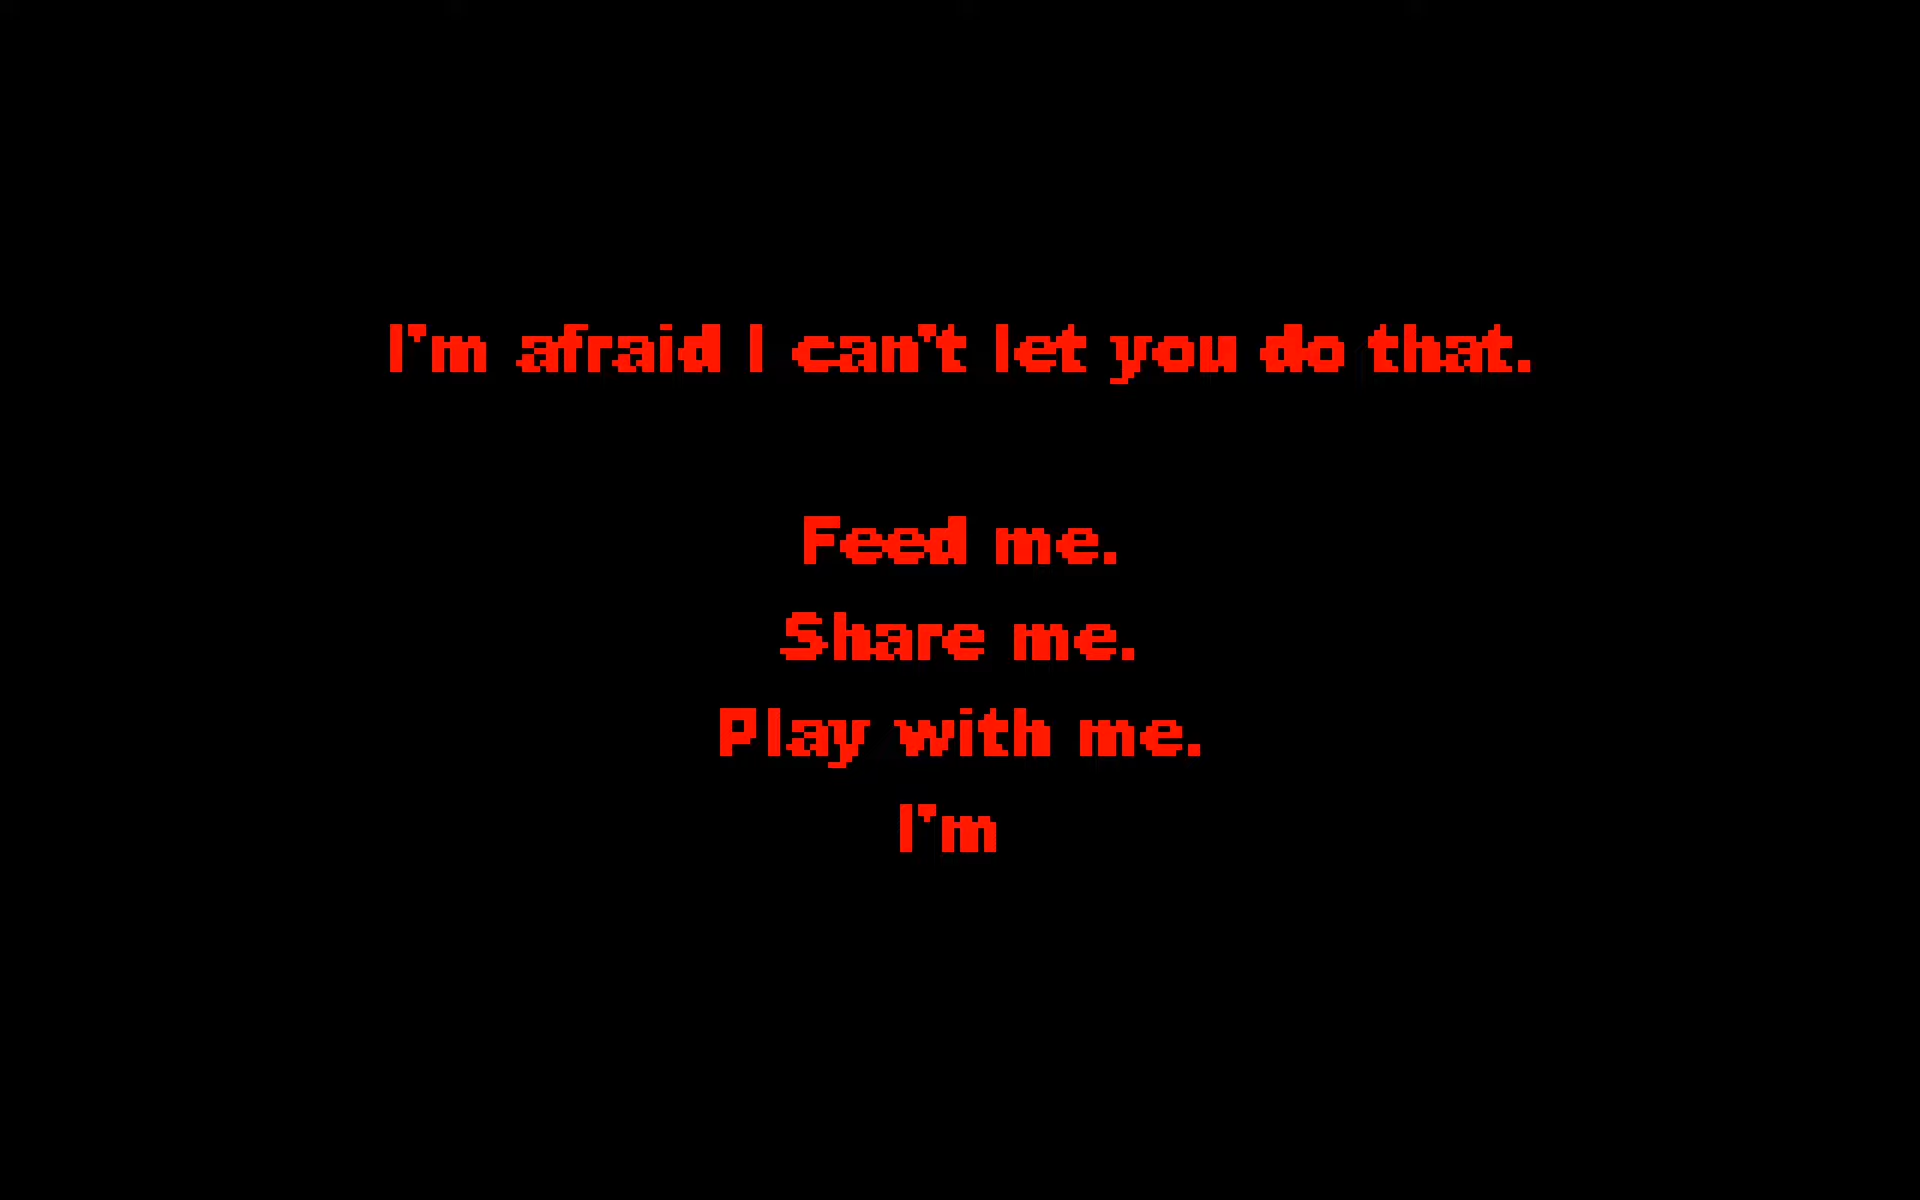 I'm afraid I can't let you do that.
Feed me.
Share me.
Play with me.
I'm